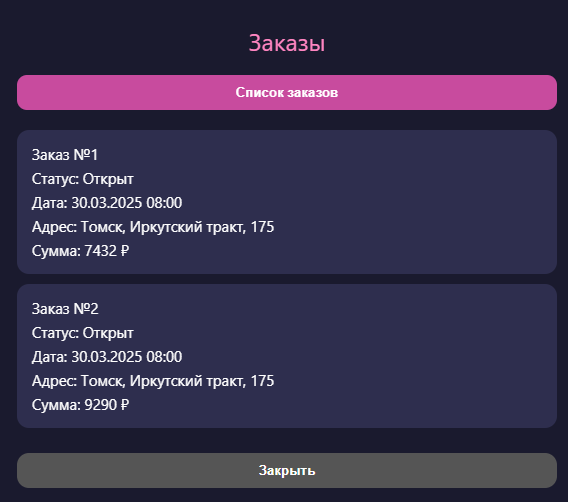 Заказы
Список заказов
Заказ №1
Статус: Открыт
Дата: 30.03.2025 08:00
Адрес: Томск, Иркутский тракт, 175
Сумма: 7432 ₽
Заказ №2
Статус: Открыт
Дата: 30.03.2025 08:00
Адрес: Томск, Иркутский тракт, 175
Сумма: 9290 ₽
Закрыть